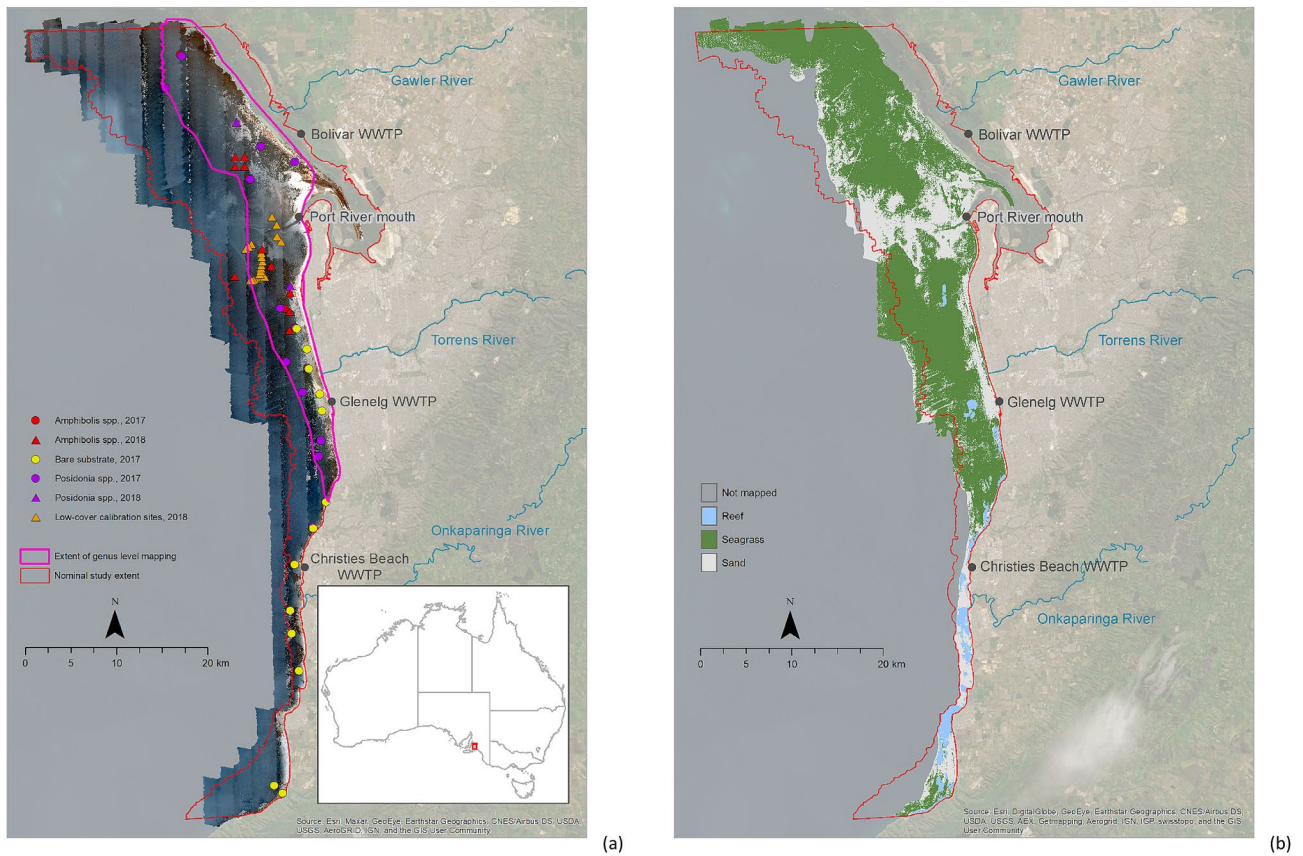 Gawler River
Bolivar WWTP
Port River mouth
Torrens River
Glenelg WWTP
Amphibolis spp., 2017
Amphibolis spp., 2018
Bare substrate, 2017
Posidonia spp., 2017
Posidonia spp., 2018
Low-cover calibration sites, 2018
Onkaparinga River
Extent of genus level mapping
Nominal study extent
Christies Beach
WWTP
N
0 5 10 20 km
Source: Esri, Maxar, GeoEye, Earthstar Geographics, CNES/Airbus DS, USDA,
USGS, AeroGRID, IGN, and the GIS User Community
(a)
Gawler River
Bolivar WWTP
Port River mouth
Torrens River
Glenelg WWTP
Not mapped
Reef
Seagrass
Sand
Christies Beach WWTP
Onkaparinga River
N
0 5 10 20 km
Source: Esri, DigitalGlobe, GeoEye, Earthstar Geographics, CNES/Airbus DS,
USDA, USGS, AEX, Getmapping, Aerogrid, IGN, IGP, swisstopo, and the GIS
User Community
(b)